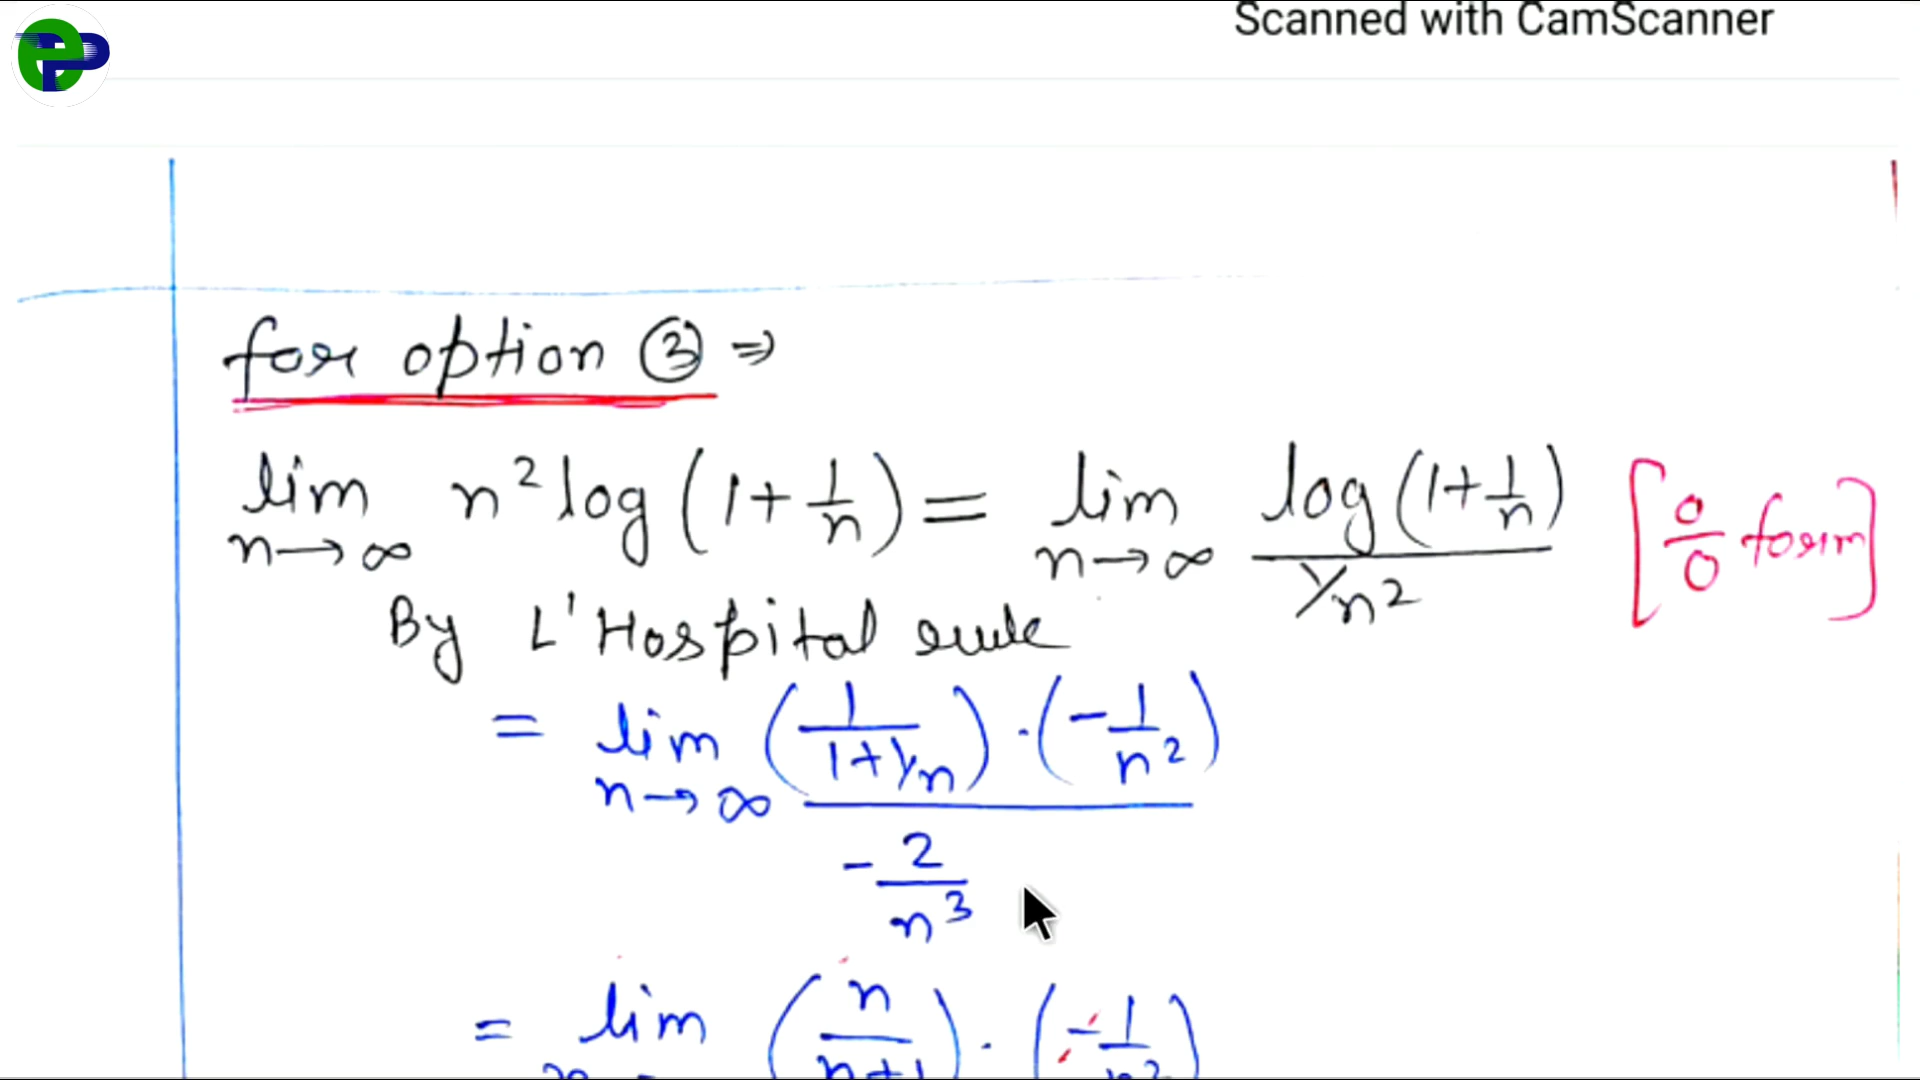 Scanned with CamScanner
eP
for option ③ ⇒
lim n→∞ n² log(1+1/n) = lim n→∞ log(1+1/n) / 1/n² [0/0 form]
By L'Hospital rule
= lim n→∞ (1/(1+1/n)) · (-1/n²) / -2/n³
= lim (n/(n+1)) · (-1/n²)